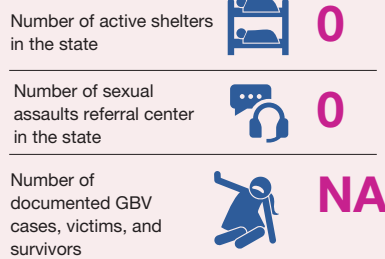 Number of active shelters
in the state
0
Number of sexual
assaults referral center
in the state
0
Number of
documented GBV
cases, victims, and
survivors
NA